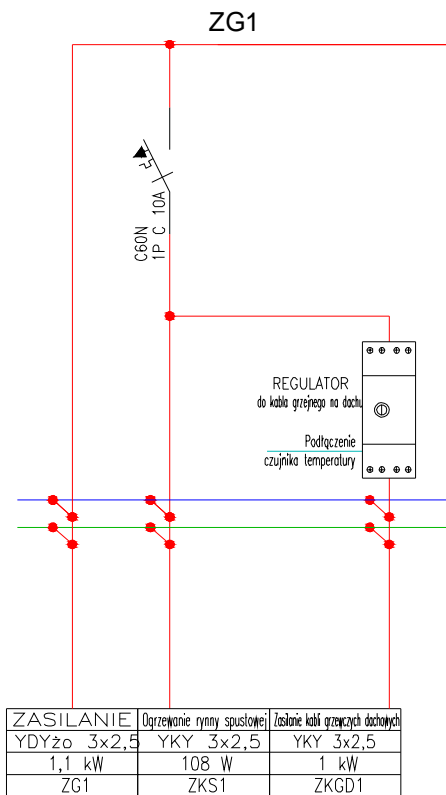 ZG1
C60N
1P C 10A
REGULATOR
do kabla grzejnego na dachu
Podłączenie
czujnika temperatury
ZASILANIE Ogrzewanie rynny spustowej Zasilanie kabli grzewczych dachowych
YDYżo 3x2,5 YKY 3x2,5 YKY 3x2,5
1,1 kW 108 W 1 kW
ZG1 ZKS1 ZKGD1